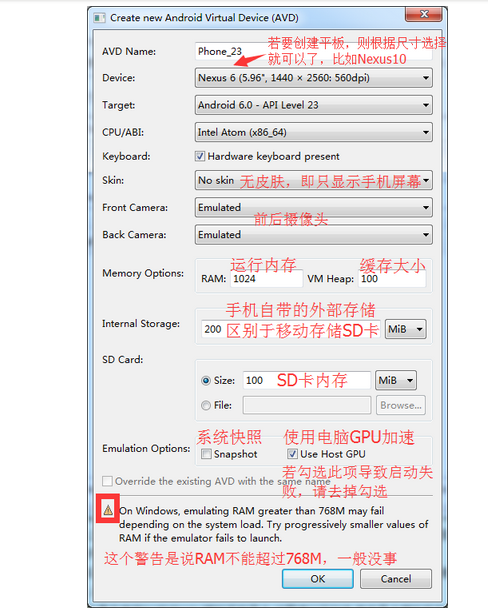 Create new Android Virtual Device (AVD)
若要创建平板，则根据尺寸选择
AVD Name: Phone_23
就可以了，比如Nexus10
Device: Nexus 6 (5.96", 1440 × 2560: 560dpi)
Target: Android 6.0 - API Level 23
CPU/ABI: Intel Atom (x86_64)
Keyboard: Hardware keyboard present
Skin: No skin 无皮肤，即只显示手机屏幕
Front Camera: Emulated
前后摄像头
Back Camera: Emulated
运行内存 缓存大小
Memory Options: RAM: 1024 VM Heap: 100
手机自带的外部存储
Internal Storage: 200 区别于移动存储SD卡 MiB
SD Card:
Size: 100 SD卡内存 MiB
File: Browse...
系统快照 使用电脑GPU加速
Emulation Options: Snapshot Use Host GPU
若勾选此项导致启动失
Override the existing AVD with the same name
败，请去掉勾选
On Windows, emulating RAM greater than 768M may fail
depending on the system load. Try progressively smaller values
of RAM if the emulator fails to launch.
这个警告是说RAM不能超过768M，一般没事
OK Cancel